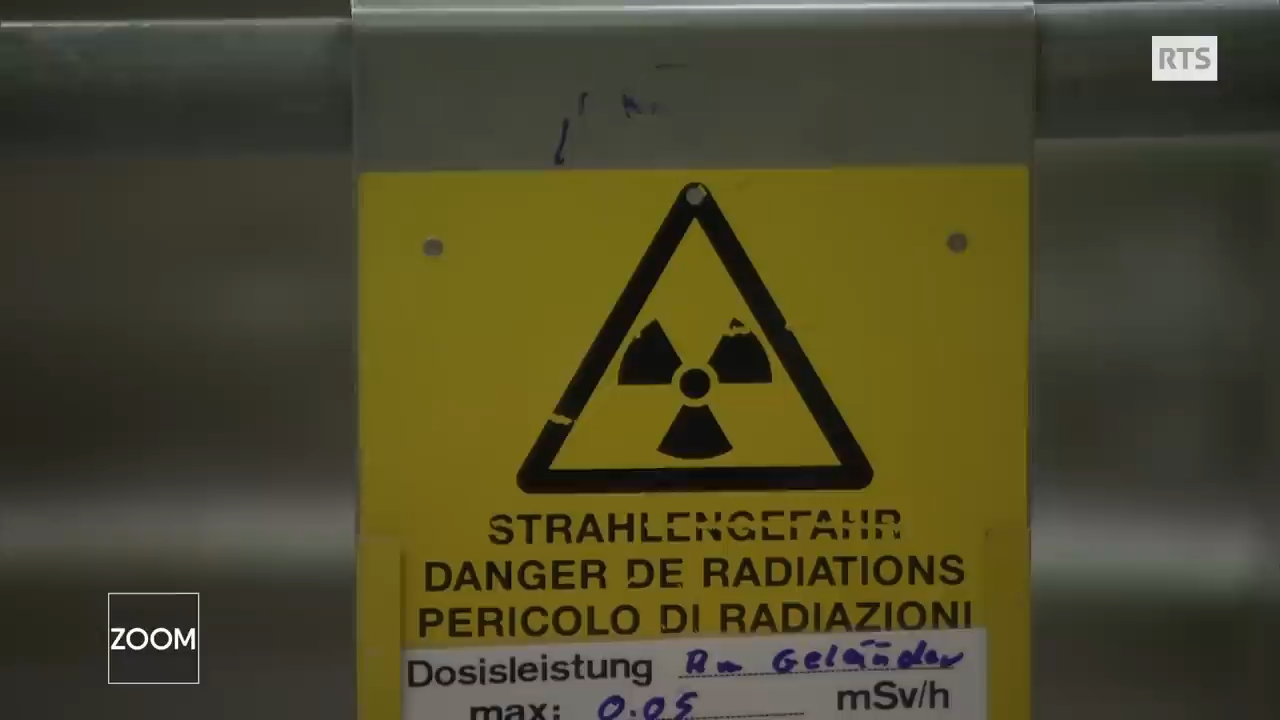 RTS
STRAHLENGEFAHR
DANGER DE RADIATIONS
PERICOLO DI RADIAZIONI
Dosisleistung Am Geländer
max: 0.05 mSv/h
ZOOM